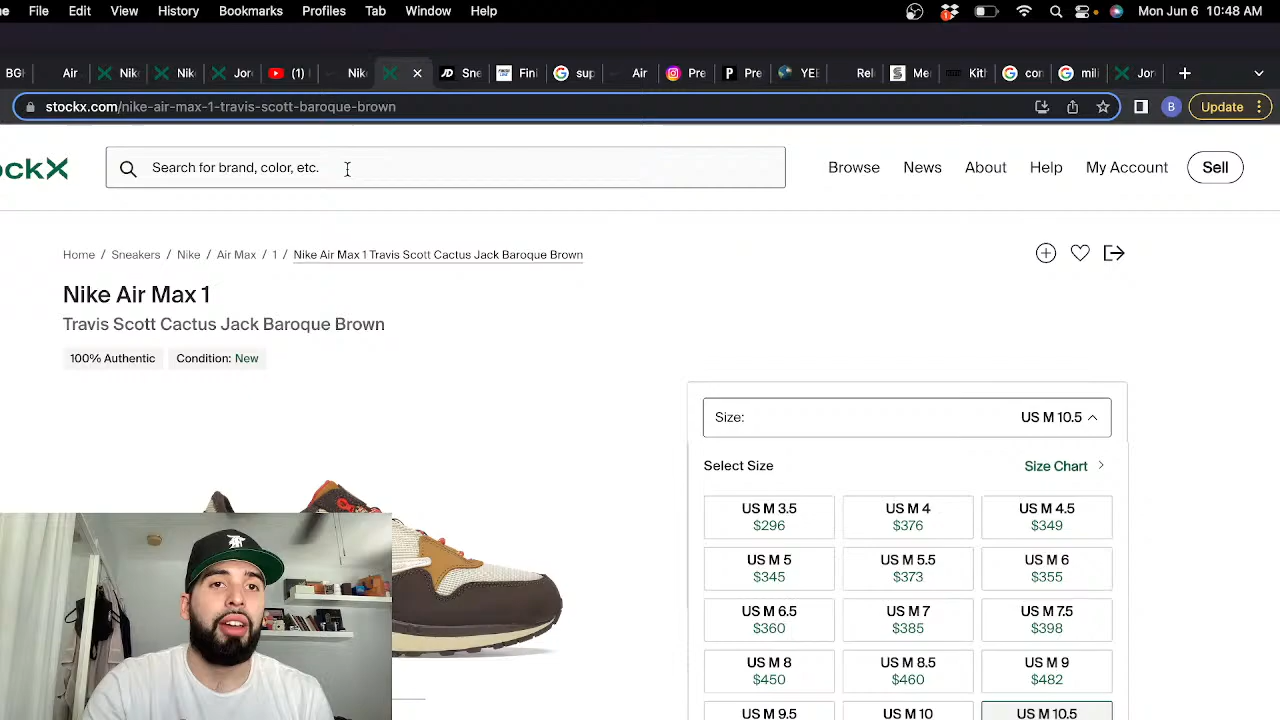 File Edit View History Bookmarks Profiles Tab Window Help Mon Jun 6 10:48 AM
BG Air Nik Nik Jor (1) Nik Sne Fini sup Air Pre Pre YEE Rel Me Kith con mil Jor
stockx.com/nike-air-max-1-travis-scott-baroque-brown B Update
ockX Search for brand, color, etc. Browse News About Help My Account Sell
Home / Sneakers / Nike / Air Max / 1 / Nike Air Max 1 Travis Scott Cactus Jack Baroque Brown
Nike Air Max 1
Travis Scott Cactus Jack Baroque Brown
100% Authentic Condition: New
Size: US M 10.5
Select Size Size Chart
US M 3.5 US M 4 US M 4.5
$296 $376 $349
US M 5 US M 5.5 US M 6
$345 $373 $355
US M 6.5 US M 7 US M 7.5
$360 $385 $398
US M 8 US M 8.5 US M 9
$450 $460 $482
US M 9.5 US M 10 US M 10.5